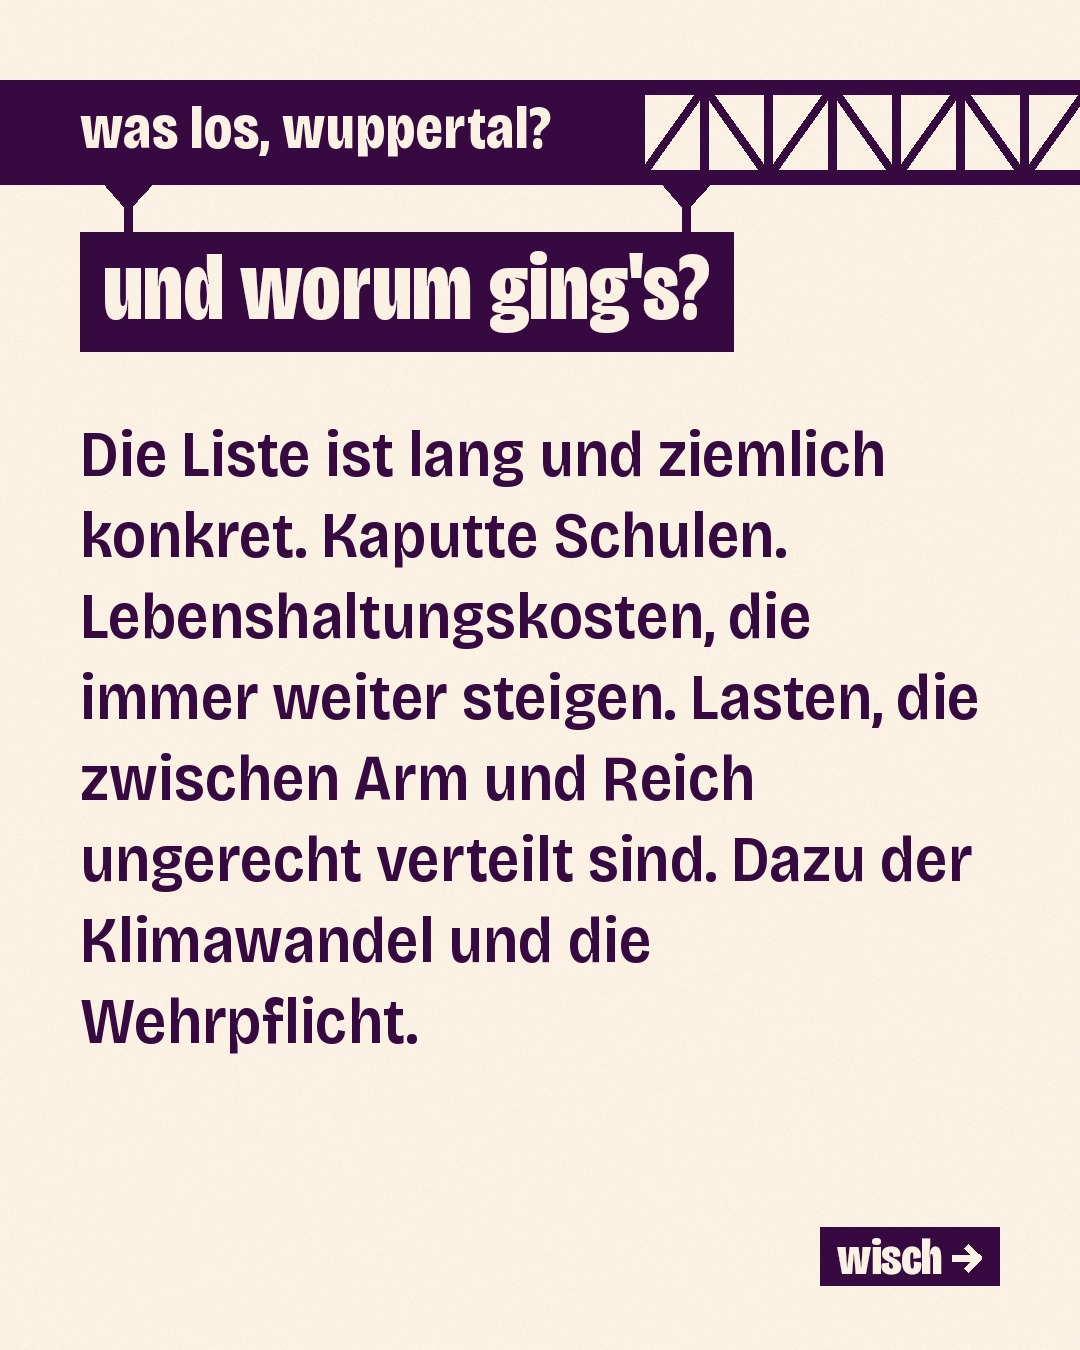 was los, wuppertal?
und worum ging's?
Die Liste ist lang und ziemlich
konkret. Kaputte Schulen.
Lebenshaltungskosten, die
immer weiter steigen. Lasten, die
zwischen Arm und Reich
ungerecht verteilt sind. Dazu der
Klimawandel und die
Wehrpflicht.
wisch →